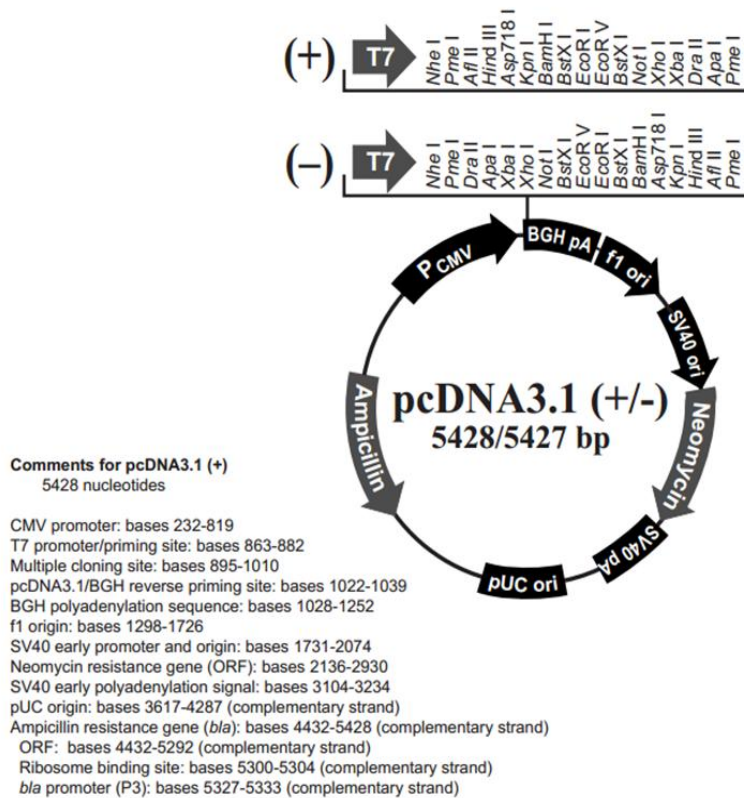 (+) T7 Nhe I Pme I Afl II Hind III Asp718 I Kpn I BamH I BstX I EcoR I EcoR V BstX I Not I Xho I Xba I Dra II Apa I Pme I
(–) T7 Nhe I Pme I Dra II Apa I Xba I Xho I Not I BstX I EcoR V EcoR I BstX I BamH I Asp718 I Kpn I Hind III Afl II Pme I
P CMV
BGH pA
f1 ori
SV40 ori
Neomycin
SV40 pA
pUC ori
Ampicillin
pcDNA3.1 (+/-)
5428/5427 bp
Comments for pcDNA3.1 (+)
5428 nucleotides
CMV promoter: bases 232-819
T7 promoter/priming site: bases 863-882
Multiple cloning site: bases 895-1010
pcDNA3.1/BGH reverse priming site: bases 1022-1039
BGH polyadenylation sequence: bases 1028-1252
f1 origin: bases 1298-1726
SV40 early promoter and origin: bases 1731-2074
Neomycin resistance gene (ORF): bases 2136-2930
SV40 early polyadenylation signal: bases 3104-3234
pUC origin: bases 3617-4287 (complementary strand)
Ampicillin resistance gene (bla): bases 4432-5428 (complementary strand)
ORF: bases 4432-5292 (complementary strand)
Ribosome binding site: bases 5300-5304 (complementary strand)
bla promoter (P3): bases 5327-5333 (complementary strand)